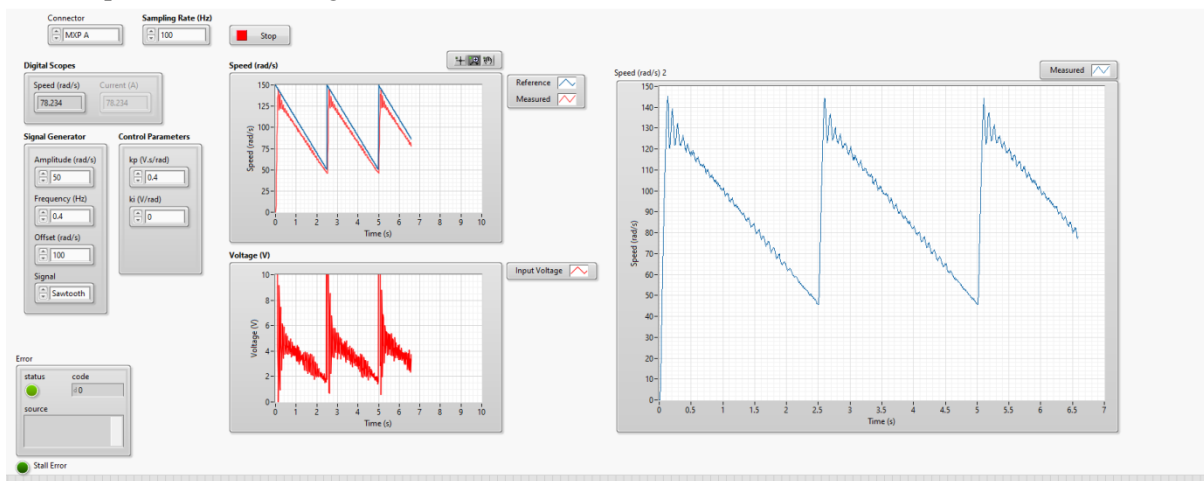 Connector
MXP A
Sampling Rate (Hz)
100
Stop
Digital Scopes
Speed (rad/s)
78.234
Current (A)
78.234
Signal Generator
Amplitude (rad/s)
50
Frequency (Hz)
0.4
Offset (rad/s)
100
Signal
Sawtooth
Control Parameters
kp (V.s/rad)
0.4
ki (V/rad)
0
Error
status
code
d0
source
Stall Error
Speed (rad/s)
Reference
Measured
150
125
100
75
50
25
0
Speed (rad/s)
0 1 2 3 4 5 6 7 8 9 10
Time (s)
Voltage (V)
Input Voltage
10
8
6
4
2
0
Voltage (V)
0 1 2 3 4 5 6 7 8 9 10
Time (s)
Speed (rad/s) 2
Measured
150
140
130
120
110
100
90
80
70
60
50
40
30
20
10
0
Speed (rad/s)
0 0.5 1 1.5 2 2.5 3 3.5 4 4.5 5 5.5 6 6.5 7
Time (s)